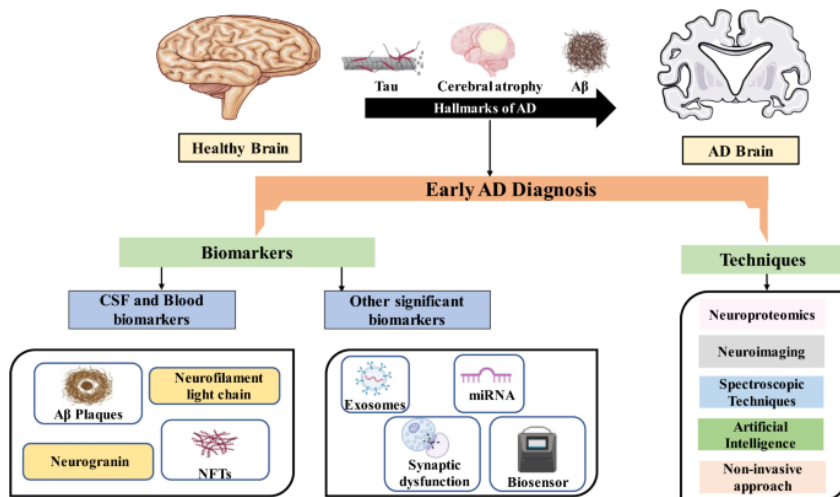 Tau
Cerebral atrophy
Aβ
Hallmarks of AD
Healthy Brain
AD Brain
Early AD Diagnosis
Biomarkers
Techniques
CSF and Blood
biomarkers
Other significant
biomarkers
Aβ Plaques
Neurofilament
light chain
Neurogranin
NFTs
Exosomes
miRNA
Synaptic
dysfunction
Biosensor
Neuroproteomics
Neuroimaging
Spectroscopic
Techniques
Artificial
Intelligence
Non-invasive
approach